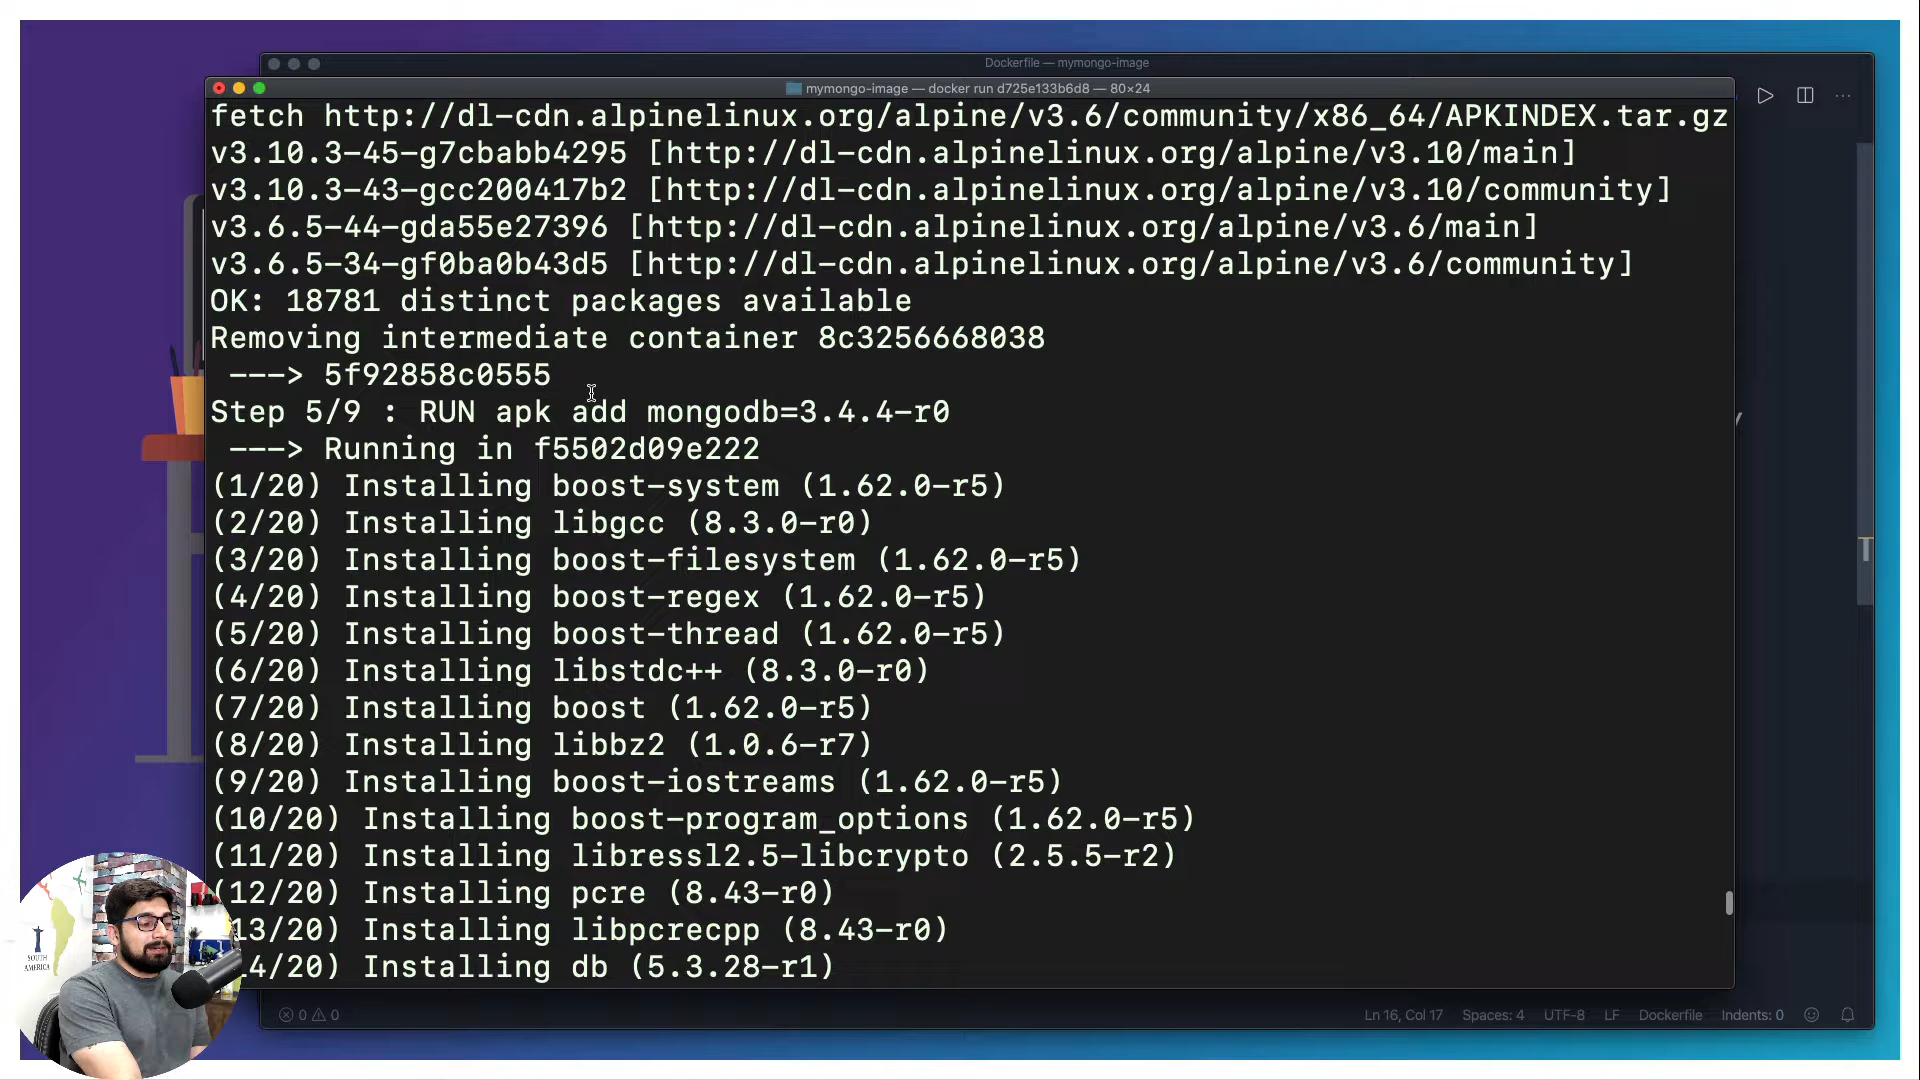 Dockerfile — mymongo-image
mymongo-image — docker run d725e133b6d8 — 80×24
fetch http://dl-cdn.alpinelinux.org/alpine/v3.6/community/x86_64/APKINDEX.tar.gz
v3.10.3-45-g7cbabb4295 [http://dl-cdn.alpinelinux.org/alpine/v3.10/main]
v3.10.3-43-gcc200417b2 [http://dl-cdn.alpinelinux.org/alpine/v3.10/community]
v3.6.5-44-gda55e27396 [http://dl-cdn.alpinelinux.org/alpine/v3.6/main]
v3.6.5-34-gf0ba0b43d5 [http://dl-cdn.alpinelinux.org/alpine/v3.6/community]
OK: 18781 distinct packages available
Removing intermediate container 8c3256668038
---> 5f92858c0555
Step 5/9 : RUN apk add mongodb=3.4.4-r0
---> Running in f5502d09e222
(1/20) Installing boost-system (1.62.0-r5)
(2/20) Installing libgcc (8.3.0-r0)
(3/20) Installing boost-filesystem (1.62.0-r5)
(4/20) Installing boost-regex (1.62.0-r5)
(5/20) Installing boost-thread (1.62.0-r5)
(6/20) Installing libstdc++ (8.3.0-r0)
(7/20) Installing boost (1.62.0-r5)
(8/20) Installing libbz2 (1.0.6-r7)
(9/20) Installing boost-iostreams (1.62.0-r5)
(10/20) Installing boost-program_options (1.62.0-r5)
(11/20) Installing libressl2.5-libcrypto (2.5.5-r2)
(12/20) Installing pcre (8.43-r0)
13/20) Installing libpcrecpp (8.43-r0)
4/20) Installing db (5.3.28-r1)
SOUTH
AMERICA
0 0
Ln 16, Col 17 Spaces: 4 UTF-8 LF Dockerfile Indents: 0